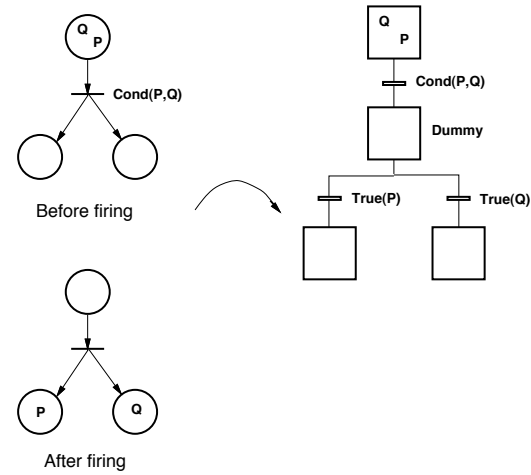 Q
P
Cond(P,Q)
Before firing
Q
P
Cond(P,Q)
Dummy
True(P)
True(Q)
P
Q
After firing